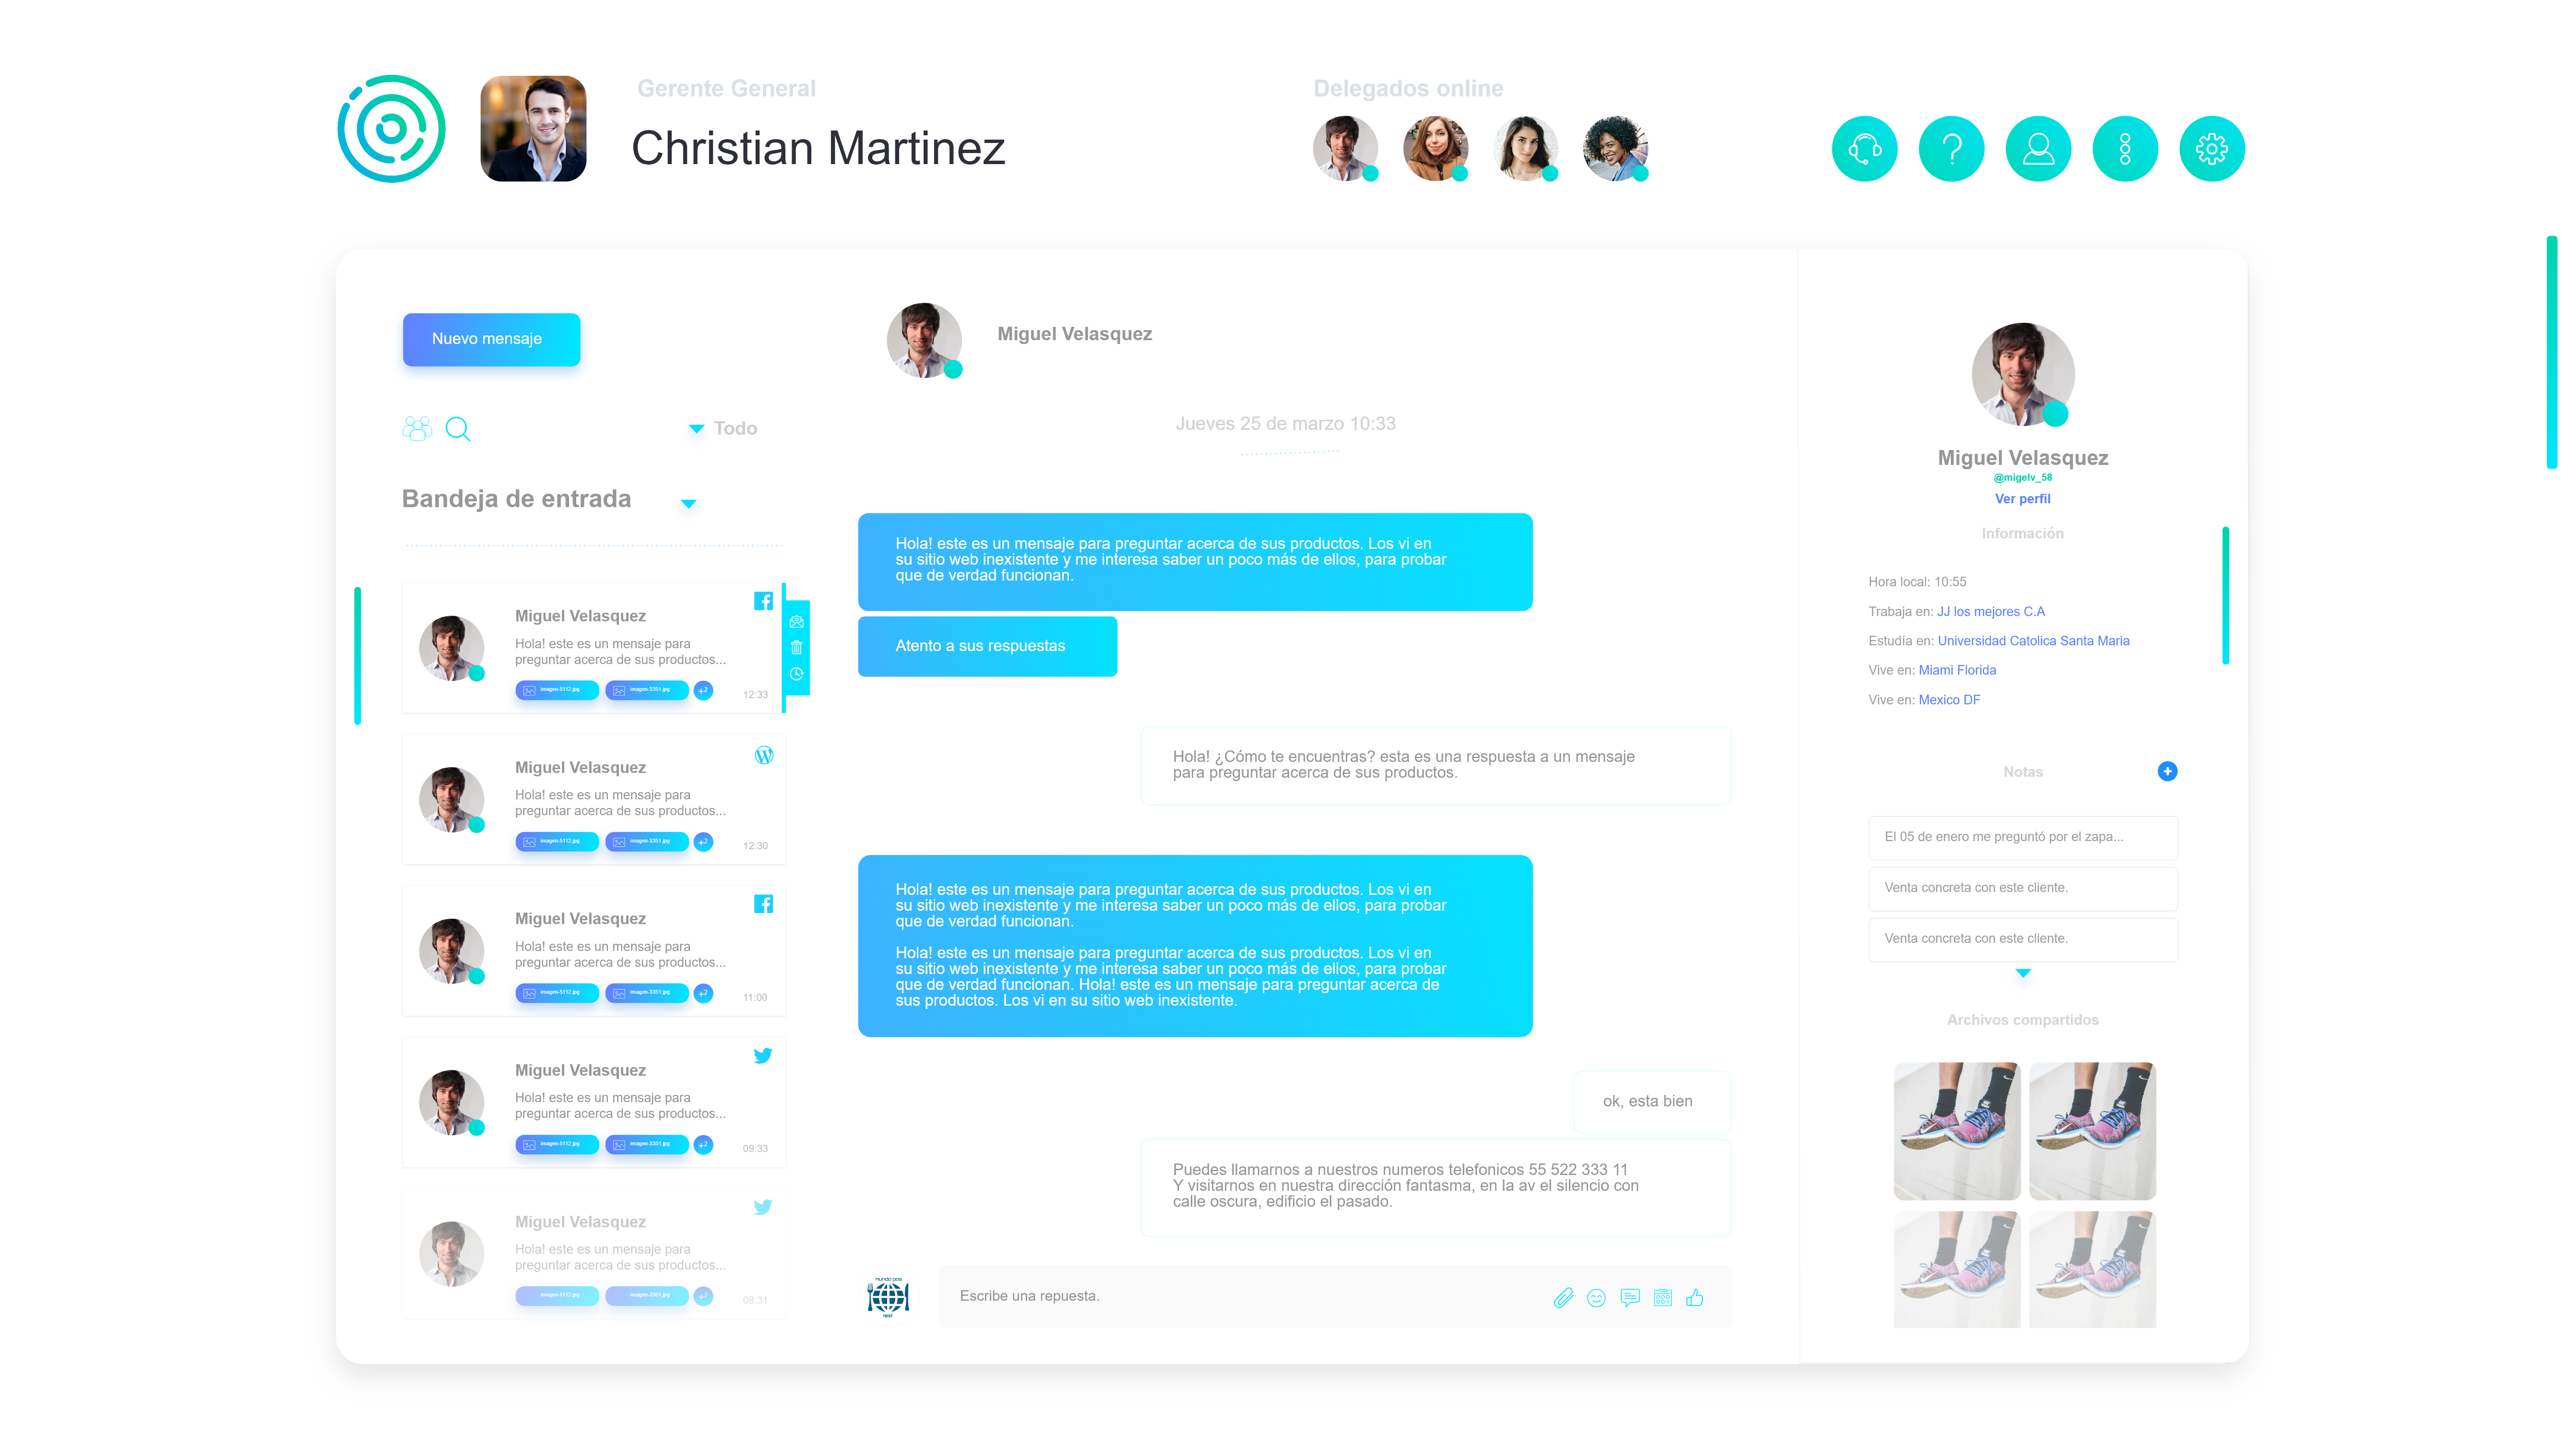 Gerente General
Christian Martinez
Delegados online
Nuevo mensaje
Todo
Bandeja de entrada
Miguel Velasquez
Hola! este es un mensaje para
preguntar acerca de sus productos...
imagen-5112.jpg
imagen-3351.jpg
+2
12:33
Miguel Velasquez
Hola! este es un mensaje para
preguntar acerca de sus productos...
imagen-5112.jpg
imagen-3351.jpg
+2
12:30
Miguel Velasquez
Hola! este es un mensaje para
preguntar acerca de sus productos...
imagen-5112.jpg
imagen-3351.jpg
+2
11:00
Miguel Velasquez
Hola! este es un mensaje para
preguntar acerca de sus productos...
imagen-5112.jpg
imagen-3351.jpg
+2
09:33
Miguel Velasquez
Hola! este es un mensaje para
preguntar acerca de sus productos...
imagen-5112.jpg
imagen-3351.jpg
+2
08:31
Miguel Velasquez
Jueves 25 de marzo 10:33
Hola! este es un mensaje para preguntar acerca de sus productos. Los vi en
su sitio web inexistente y me interesa saber un poco más de ellos, para probar
que de verdad funcionan.
Atento a sus respuestas
Hola! ¿Cómo te encuentras? esta es una respuesta a un mensaje
para preguntar acerca de sus productos.
Hola! este es un mensaje para preguntar acerca de sus productos. Los vi en
su sitio web inexistente y me interesa saber un poco más de ellos, para probar
que de verdad funcionan.
Hola! este es un mensaje para preguntar acerca de sus productos. Los vi en
su sitio web inexistente y me interesa saber un poco más de ellos, para probar
que de verdad funcionan. Hola! este es un mensaje para preguntar acerca de
sus productos. Los vi en su sitio web inexistente.
ok, esta bien
Puedes llamarnos a nuestros numeros telefonicos 55 522 333 11
Y visitarnos en nuestra dirección fantasma, en la av el silencio con
calle oscura, edificio el pasado.
mundo pos
rest
Escribe una repuesta.
Miguel Velasquez
@migelv_58
Ver perfil
Información
Hora local: 10:55
Trabaja en: JJ los mejores C.A
Estudía en: Universidad Catolica Santa Maria
Vive en: Miami Florida
Vive en: Mexico DF
Notas
El 05 de enero me preguntó por el zapa...
Venta concreta con este cliente.
Venta concreta con este cliente.
Archivos compartidos